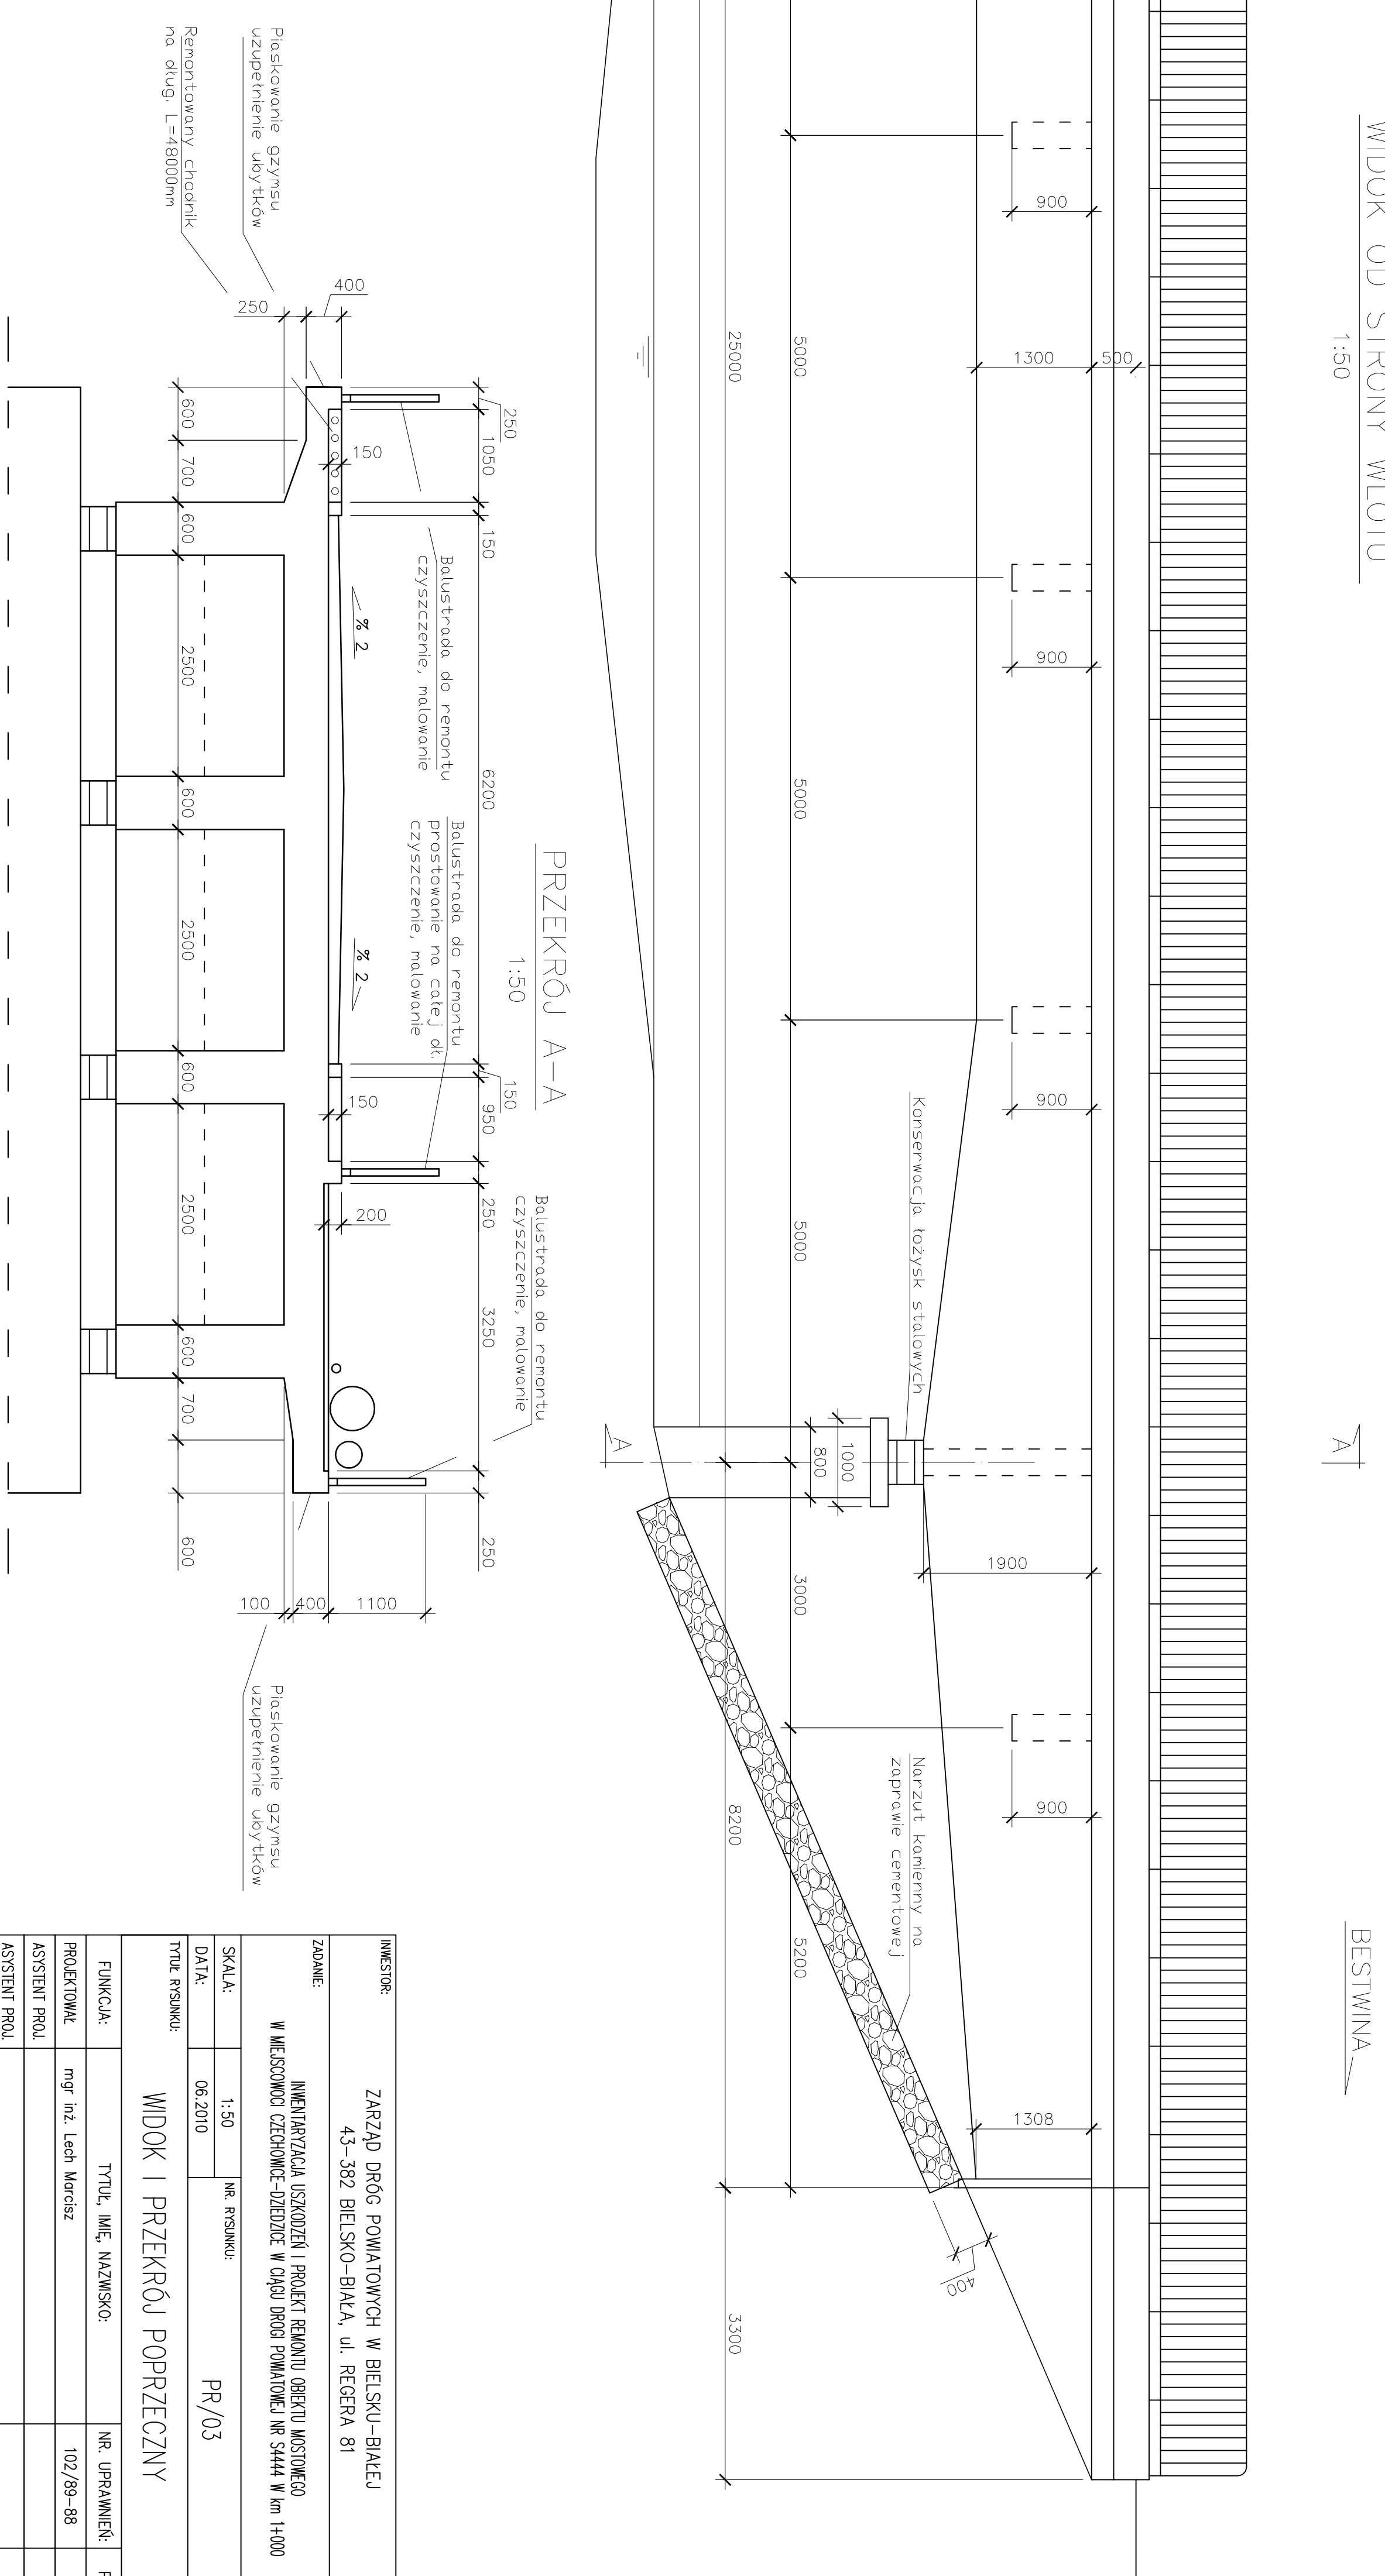 WIDOK OD STRONY WLOTU
1:50
A
BESTWINA
900
900
900
900
1300
500
1900
1308
Konserwacja łożysk stalowych
Narzut kamienny na
zaprawie cementowej
1000
800
5000
5000
5000
3000
5200
25000
8200
3300
400
A
PRZEKRÓJ A-A
1:50
Balustrada do remontu
czyszczenie, malowanie
Balustrada do remontu
prostowanie na całej dł.
czyszczenie, malowanie
Balustrada do remontu
czyszczenie, malowanie
250
1050
150
6200
150
950
250
3250
250
400
250
150
% 2
% 2
150
200
1100
400
100
600
700
600
2500
600
2500
600
2500
600
700
600
Piaskowanie gzymsu
uzupełnienie ubytków
Remontowany chodnik
na dług. L=48000mm
Piaskowanie gzymsu
uzupełnienie ubytków
INWESTOR:
ZARZĄD DRÓG POWIATOWYCH W BIELSKU-BIAŁEJ
43-382 BIELSKO-BIAŁA, ul. REGERA 81
ZADANIE:
INWENTARYZACJA USZKODZEŃ I PROJEKT REMONTU OBIEKTU MOSTOWEGO
W MIEJSCOWOCI CZECHOWICE-DZIEDZICE W CIĄGU DROGI POWIATOWEJ NR S4444 W km 1+000
SKALA:
1:50
NR. RYSUNKU:
DATA:
06.2010
PR/03
TYTUŁ RYSUNKU:
WIDOK I PRZEKRÓJ POPRZECZNY
FUNKCJA:
TYTUŁ, IMIĘ, NAZWISKO:
NR. UPRAWNIEŃ:
PROJEKTOWAŁ
mgr inż. Lech Marcisz
102/89-88
ASYSTENT PROJ.
ASYSTENT PROJ.